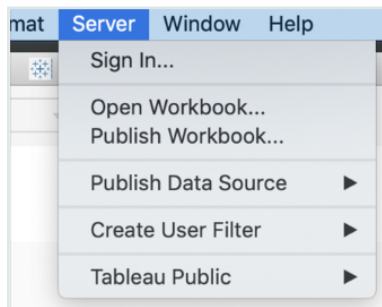 mat Server Window Help
Sign In...
Open Workbook...
Publish Workbook...
Publish Data Source
Create User Filter
Tableau Public